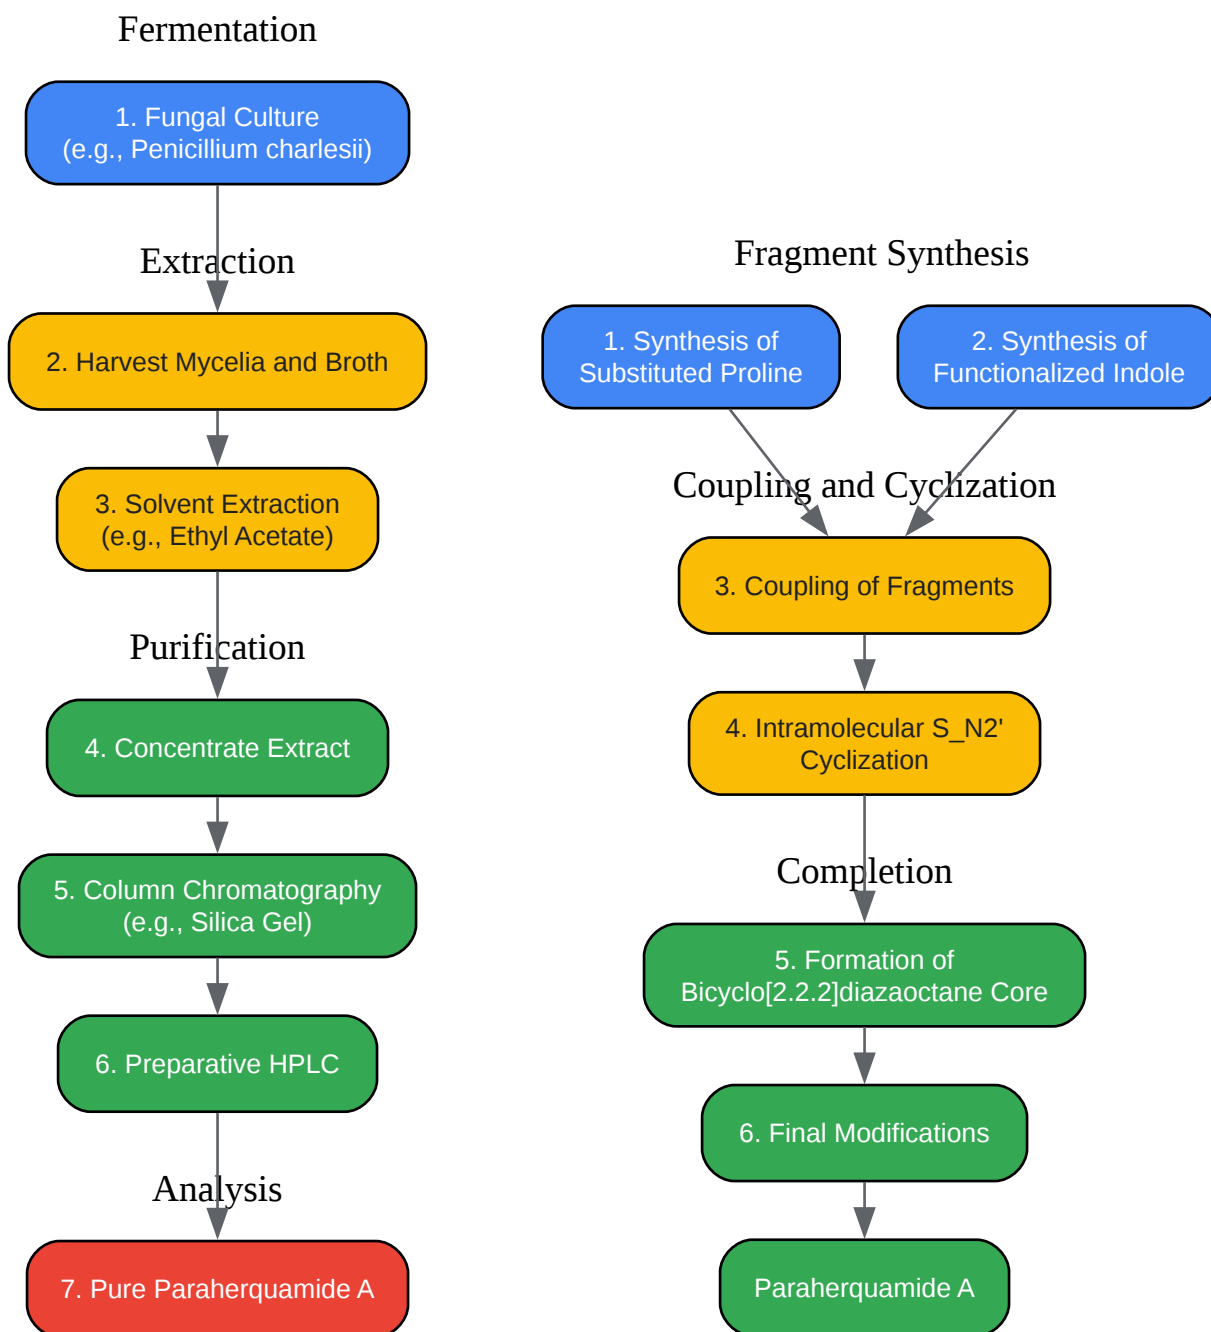 Fermentation
1. Fungal Culture
(e.g., Penicillium charlesii)
Extraction
2. Harvest Mycelia and Broth
3. Solvent Extraction
(e.g., Ethyl Acetate)
Purification
4. Concentrate Extract
5. Column Chromatography
(e.g., Silica Gel)
6. Preparative HPLC
Analysis
7. Pure Paraherquamide A
Fragment Synthesis
1. Synthesis of
Substituted Proline
2. Synthesis of
Functionalized Indole
Coupling and Cyclization
3. Coupling of Fragments
4. Intramolecular S_N2'
Cyclization
Completion
5. Formation of
Bicyclo[2.2.2]diazaoctane Core
6. Final Modifications
Paraherquamide A